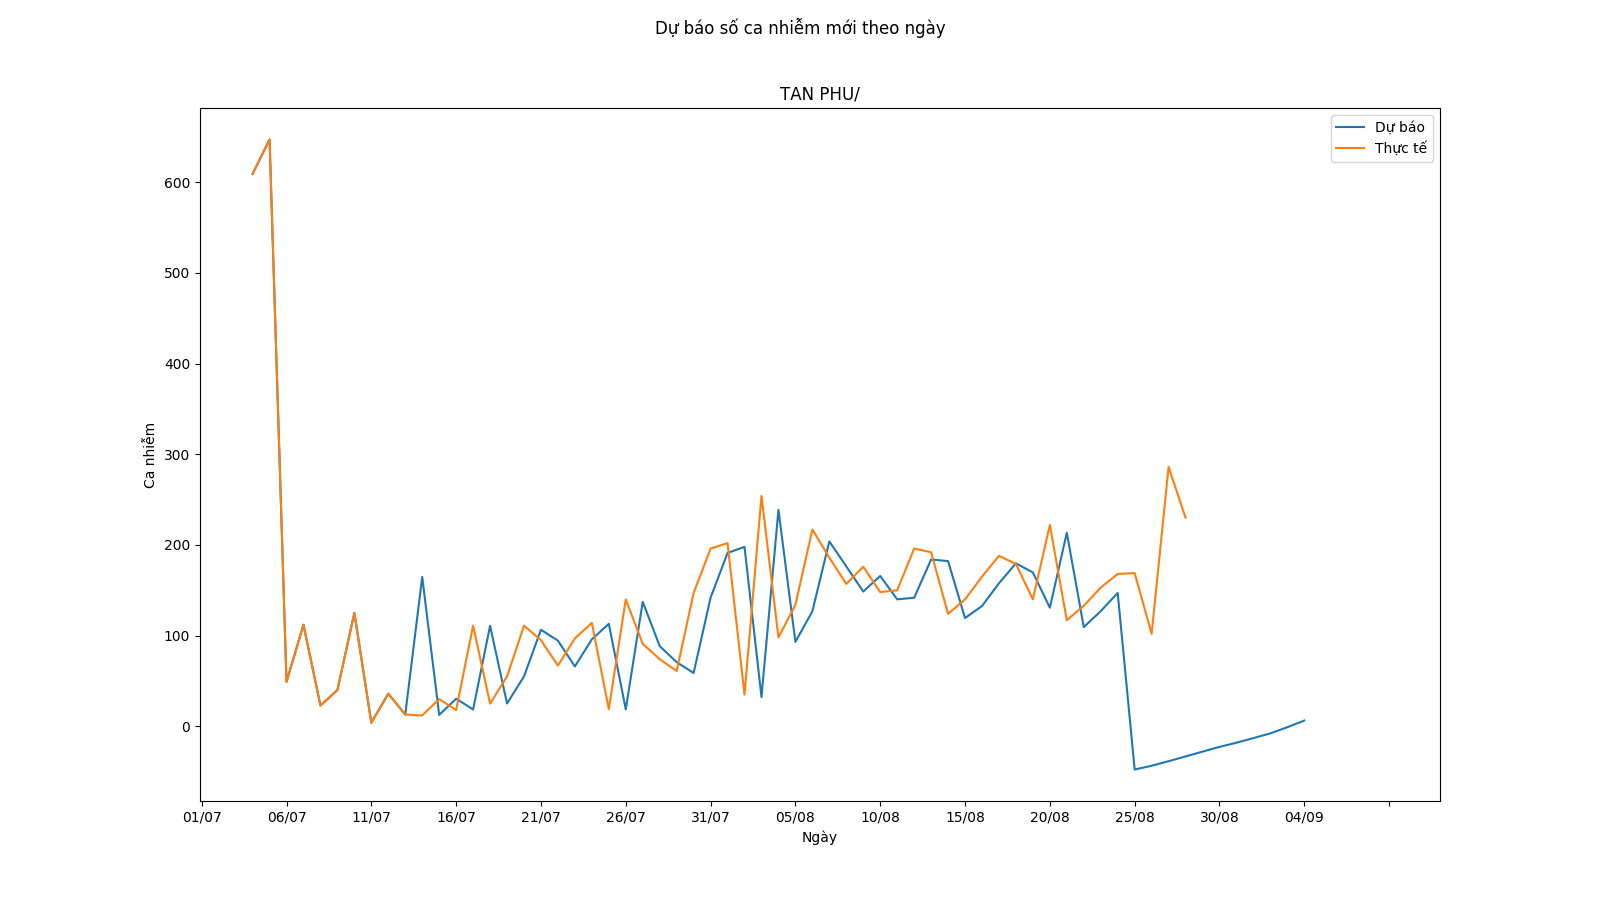 Dự báo số ca nhiễm mới theo ngày
TAN PHU/
Dự báo
Thực tế
Ca nhiễm
600
500
400
300
200
100
0
01/07 06/07 11/07 16/07 21/07 26/07 31/07 05/08 10/08 15/08 20/08 25/08 30/08 04/09
Ngày